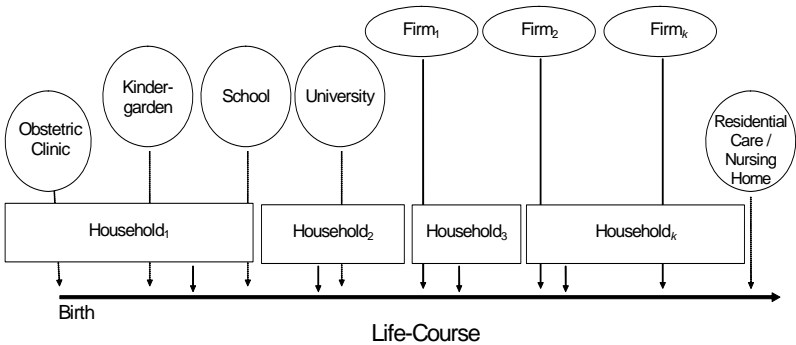 Firm₁
Firm₂
Firmₖ
Kinder-
garden
School
University
Obstetric
Clinic
Residential
Care /
Nursing
Home
Household₁
Household₂
Household₃
Householdₖ
Birth
Life-Course